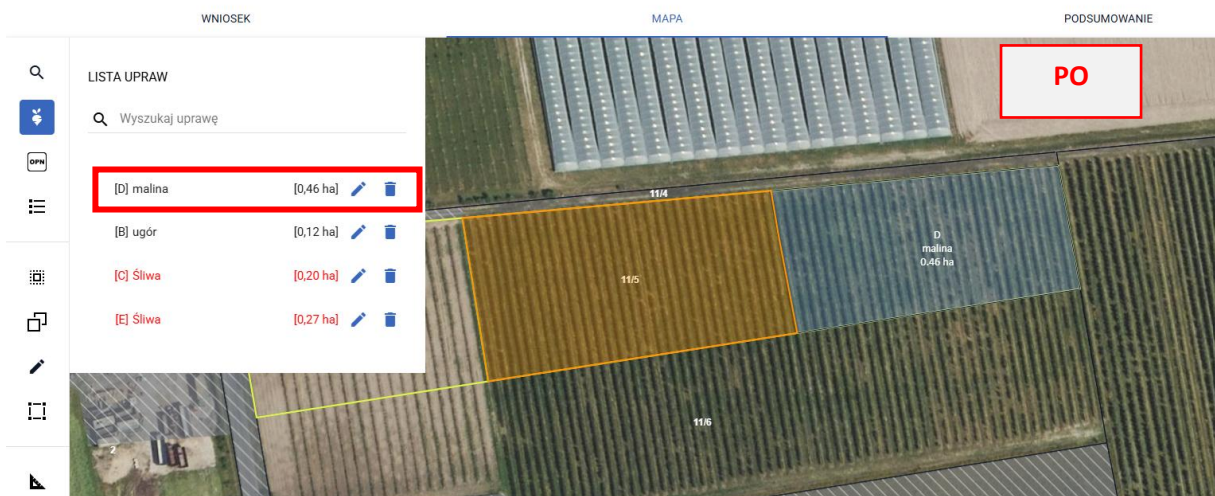 WNIOSEK
MAPA
PODSUMOWANIE
LISTA UPRAW
Wyszukaj uprawę
OPN
[D] malina [0,46 ha]
[B] ugór [0,12 ha]
[C] Śliwa [0,20 ha]
[E] Śliwa [0,27 ha]
PO
11/4
11/5
D
malina
0.46 ha
11/6
2
1